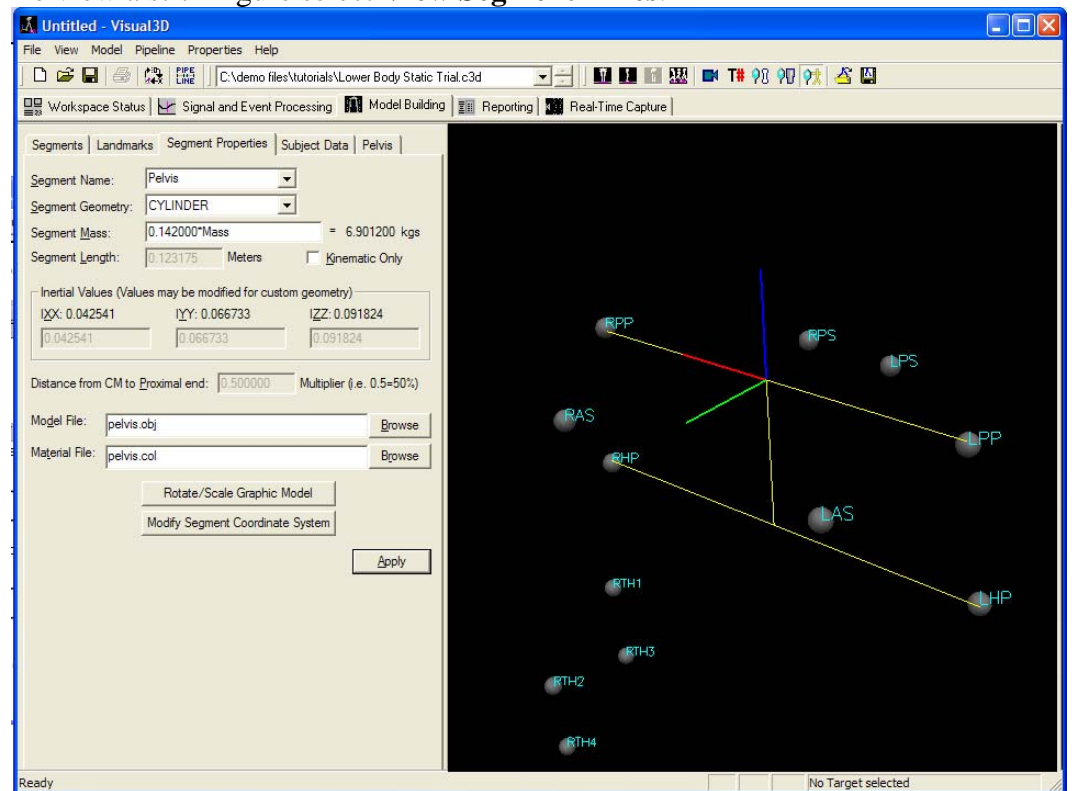 Untitled - Visual3D
File View Model Pipeline Properties Help
PIPE LINE C:\demo files\tutorials\Lower Body Static Trial.c3d T#
Workspace Status Signal and Event Processing Model Building Reporting Real-Time Capture
Segments Landmarks Segment Properties Subject Data Pelvis
Segment Name: Pelvis
Segment Geometry: CYLINDER
Segment Mass: 0.142000*Mass = 6.901200 kgs
Segment Length: 0.123175 Meters Kinematic Only
Inertial Values (Values may be modified for custom geometry)
IXX: 0.042541 IYY: 0.066733 IZZ: 0.091824
0.042541 0.066733 0.091824
Distance from CM to Proximal end: 0.500000 Multiplier (i.e. 0.5=50%)
Model File: pelvis.obj Browse
Material File: pelvis.col Browse
Rotate/Scale Graphic Model
Modify Segment Coordinate System
Apply
RPP
RPS
LPS
RAS
LPP
RHP
LAS
RTH1
LHP
RTH3
RTH2
RTH4
Ready No Target selected